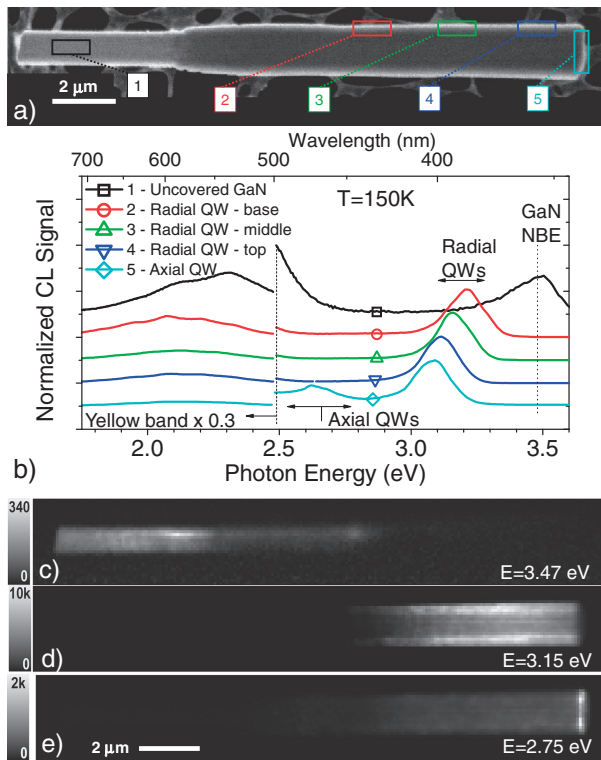 1
2
3
4
5
2 μm
a)
Wavelength (nm)
700
600
500
400
1 - Uncovered GaN
2 - Radial QW - base
3 - Radial QW - middle
4 - Radial QW - top
5 - Axial QW
T=150K
GaN
NBE
Radial
QWs
Normalized CL Signal
Yellow band x 0.3
Axial QWs
2.0
2.5
3.0
3.5
Photon Energy (eV)
b)
340
0
c)
E=3.47 eV
10k
0
d)
E=3.15 eV
2k
0
e)
2 μm
E=2.75 eV